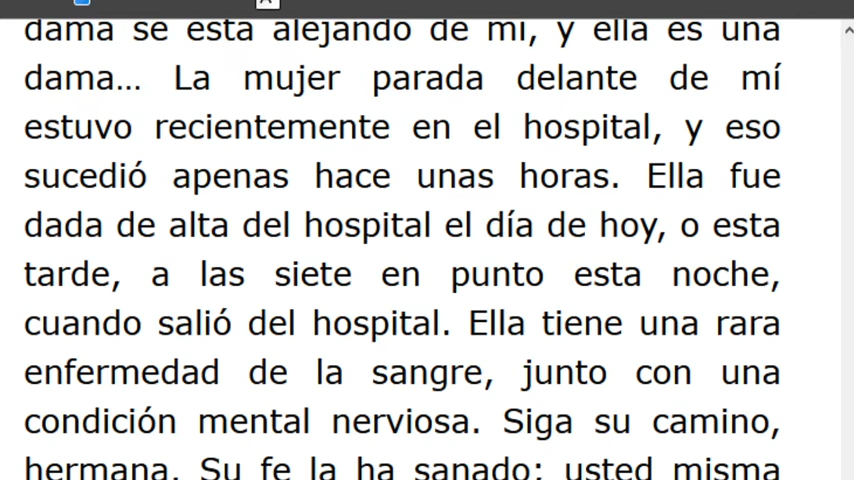 dama se está alejando de mí, y ella es una
dama... La mujer parada delante de mí
estuvo recientemente en el hospital, y eso
sucedió apenas hace unas horas. Ella fue
dada de alta del hospital el día de hoy, o esta
tarde, a las siete en punto esta noche,
cuando salió del hospital. Ella tiene una rara
enfermedad de la sangre, junto con una
condición mental nerviosa. Siga su camino,
hermana. Su fe la ha sanado; usted misma